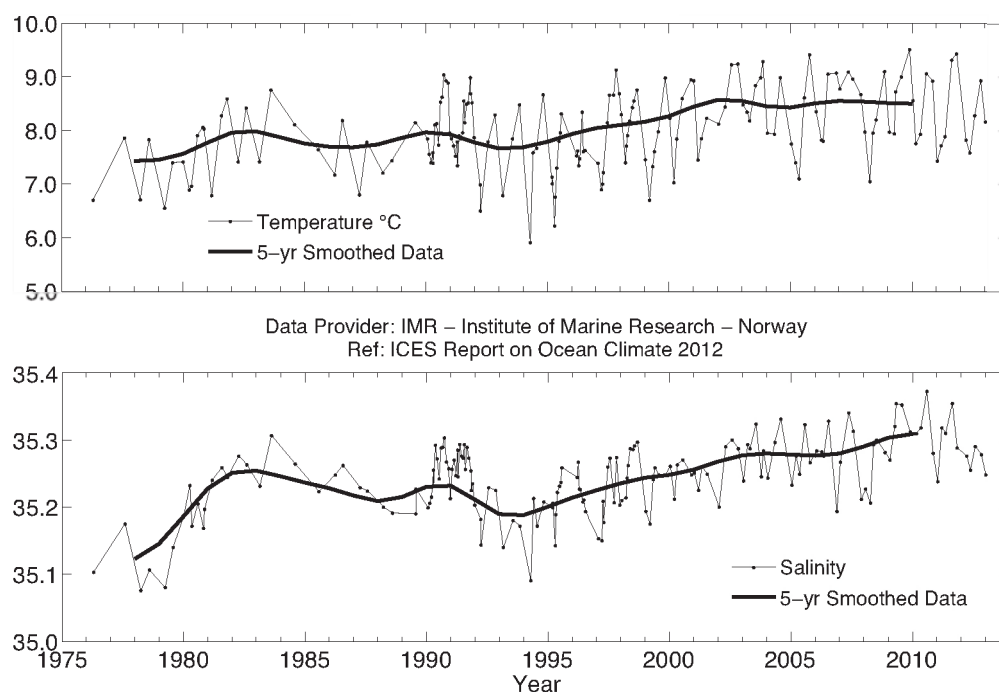 10.0
9.0
8.0
7.0
6.0
5.0
Temperature °C
5−yr Smoothed Data
Data Provider: IMR − Institute of Marine Research − Norway
Ref: ICES Report on Ocean Climate 2012
35.4
35.3
35.2
35.1
35.0
Salinity
5−yr Smoothed Data
1975 1980 1985 1990 1995 2000 2005 2010
Year